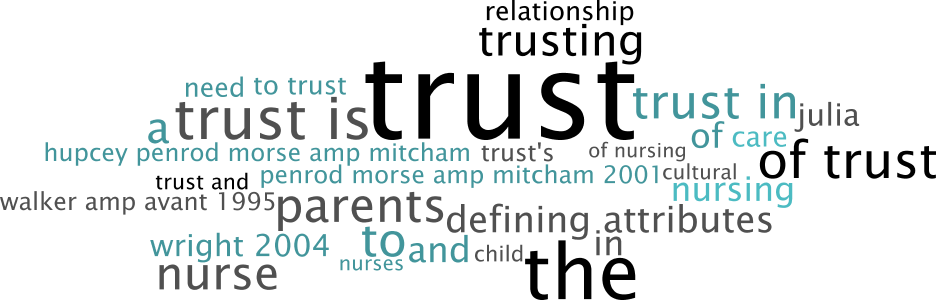 relationship
trusting
trust
need to trust
trust in
a
trust is
julia
of care
hupcey penrod morse amp mitcham
trust's
of nursing
of trust
trust and
penrod morse amp mitcham 2001
cultural
nursing
walker amp avant 1995
parents
defining attributes
wright 2004
to
and
child
in
nurses
nurse
the